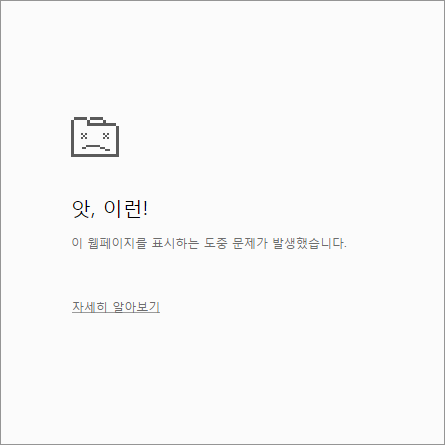 앗, 이런!
이 웹페이지를 표시하는 도중 문제가 발생했습니다.
자세히 알아보기